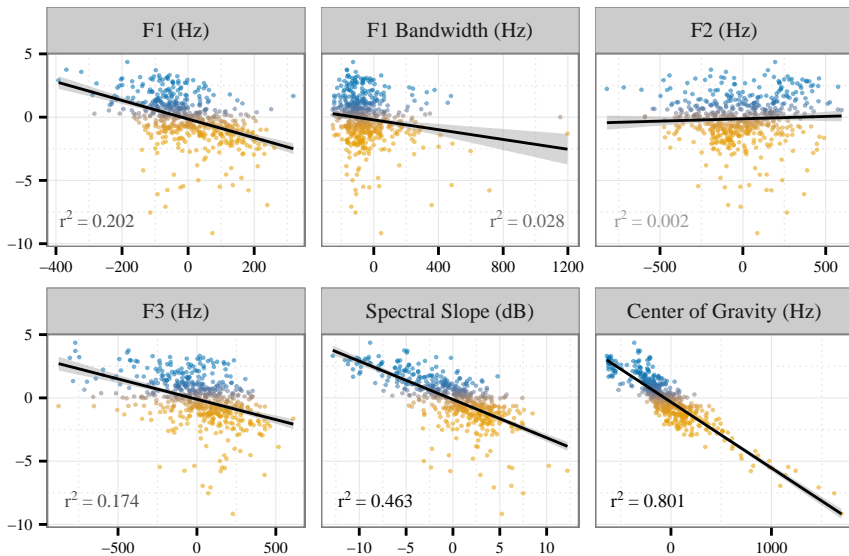 F1 (Hz) F1 Bandwidth (Hz) F2 (Hz)
5
0
−5
−10
r² = 0.202 r² = 0.028 r² = 0.002
−400 −200 0 200 0 400 800 1200 −500 0 500
F3 (Hz) Spectral Slope (dB) Center of Gravity (Hz)
5
0
−5
−10
r² = 0.174 r² = 0.463 r² = 0.801
−500 0 500 −10 −5 0 5 10 0 1000